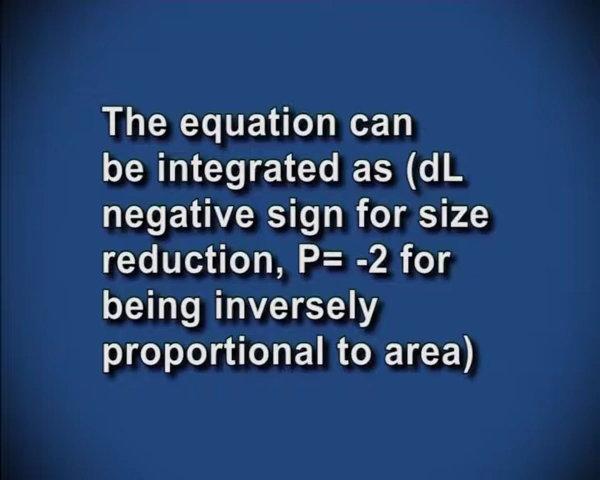 The equation can
be integrated as (dL
negative sign for size
reduction, P= -2 for
being inversely
proportional to area)